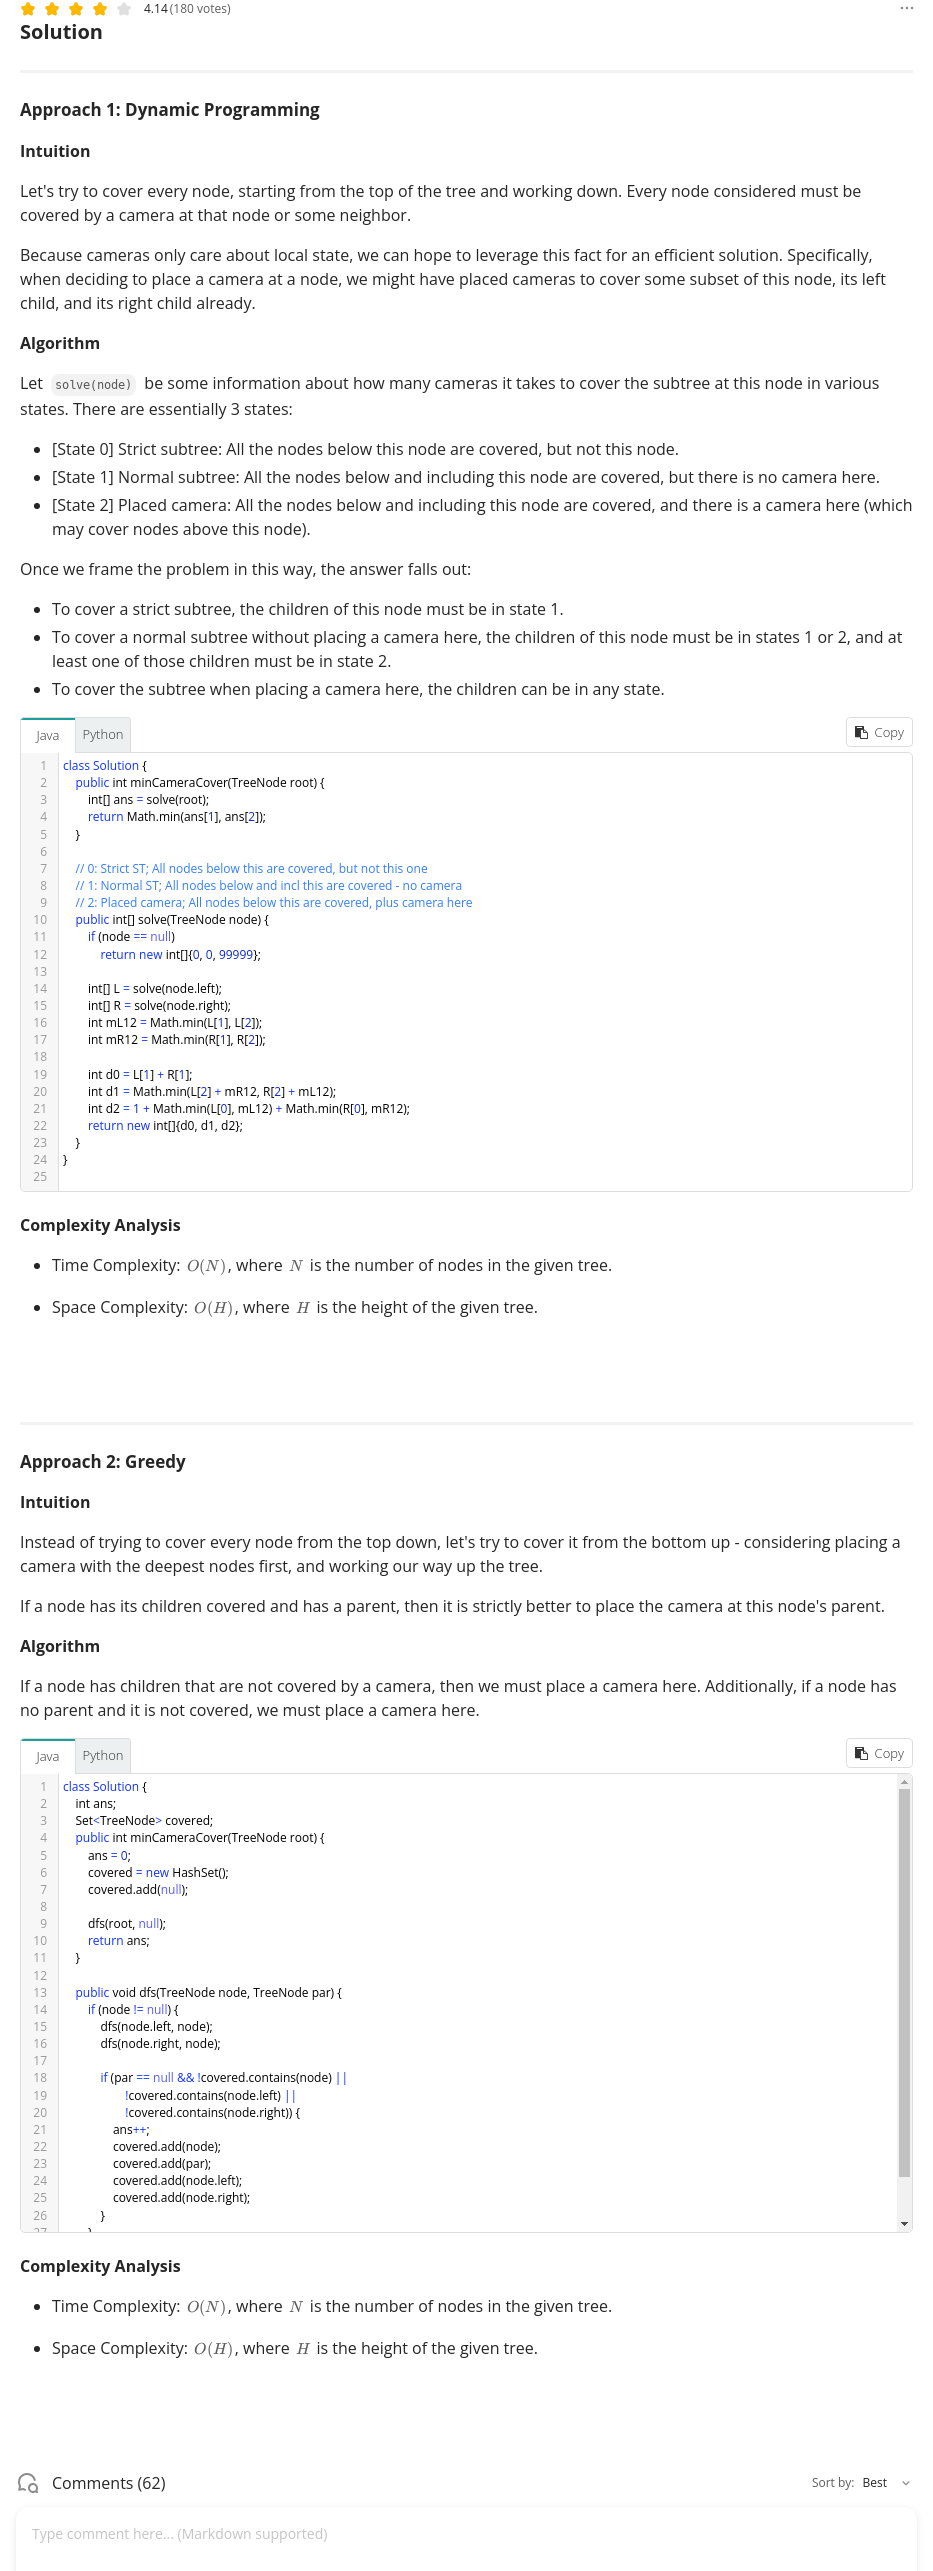 4.14 (180 votes)
Solution
Approach 1: Dynamic Programming
Intuition
Let's try to cover every node, starting from the top of the tree and working down. Every node considered must be
covered by a camera at that node or some neighbor.
Because cameras only care about local state, we can hope to leverage this fact for an efficient solution. Specifically,
when deciding to place a camera at a node, we might have placed cameras to cover some subset of this node, its left
child, and its right child already.
Algorithm
Let solve(node) be some information about how many cameras it takes to cover the subtree at this node in various
states. There are essentially 3 states:
• [State 0] Strict subtree: All the nodes below this node are covered, but not this node.
• [State 1] Normal subtree: All the nodes below and including this node are covered, but there is no camera here.
• [State 2] Placed camera: All the nodes below and including this node are covered, and there is a camera here (which
may cover nodes above this node).
Once we frame the problem in this way, the answer falls out:
• To cover a strict subtree, the children of this node must be in state 1.
• To cover a normal subtree without placing a camera here, the children of this node must be in states 1 or 2, and at
least one of those children must be in state 2.
• To cover the subtree when placing a camera here, the children can be in any state.
Java Python Copy
1 class Solution {
2 public int minCameraCover(TreeNode root) {
3 int[] ans = solve(root);
4 return Math.min(ans[1], ans[2]);
5 }
6
7 // 0: Strict ST; All nodes below this are covered, but not this one
8 // 1: Normal ST; All nodes below and incl this are covered - no camera
9 // 2: Placed camera; All nodes below this are covered, plus camera here
10 public int[] solve(TreeNode node) {
11 if (node == null)
12 return new int[]{0, 0, 99999};
13
14 int[] L = solve(node.left);
15 int[] R = solve(node.right);
16 int mL12 = Math.min(L[1], L[2]);
17 int mR12 = Math.min(R[1], R[2]);
18
19 int d0 = L[1] + R[1];
20 int d1 = Math.min(L[2] + mR12, R[2] + mL12);
21 int d2 = 1 + Math.min(L[0], mL12) + Math.min(R[0], mR12);
22 return new int[]{d0, d1, d2};
23 }
24 }
25
Complexity Analysis
• Time Complexity: O(N), where N is the number of nodes in the given tree.
• Space Complexity: O(H), where H is the height of the given tree.
Approach 2: Greedy
Intuition
Instead of trying to cover every node from the top down, let's try to cover it from the bottom up - considering placing a
camera with the deepest nodes first, and working our way up the tree.
If a node has its children covered and has a parent, then it is strictly better to place the camera at this node's parent.
Algorithm
If a node has children that are not covered by a camera, then we must place a camera here. Additionally, if a node has
no parent and it is not covered, we must place a camera here.
Java Python Copy
1 class Solution {
2 int ans;
3 Set<TreeNode> covered;
4 public int minCameraCover(TreeNode root) {
5 ans = 0;
6 covered = new HashSet();
7 covered.add(null);
8
9 dfs(root, null);
10 return ans;
11 }
12
13 public void dfs(TreeNode node, TreeNode par) {
14 if (node != null) {
15 dfs(node.left, node);
16 dfs(node.right, node);
17
18 if (par == null && !covered.contains(node) ||
19 !covered.contains(node.left) ||
20 !covered.contains(node.right)) {
21 ans++;
22 covered.add(node);
23 covered.add(par);
24 covered.add(node.left);
25 covered.add(node.right);
26 }
27 }
Complexity Analysis
• Time Complexity: O(N), where N is the number of nodes in the given tree.
• Space Complexity: O(H), where H is the height of the given tree.
Comments (62) Sort by: Best
Type comment here... (Markdown supported)